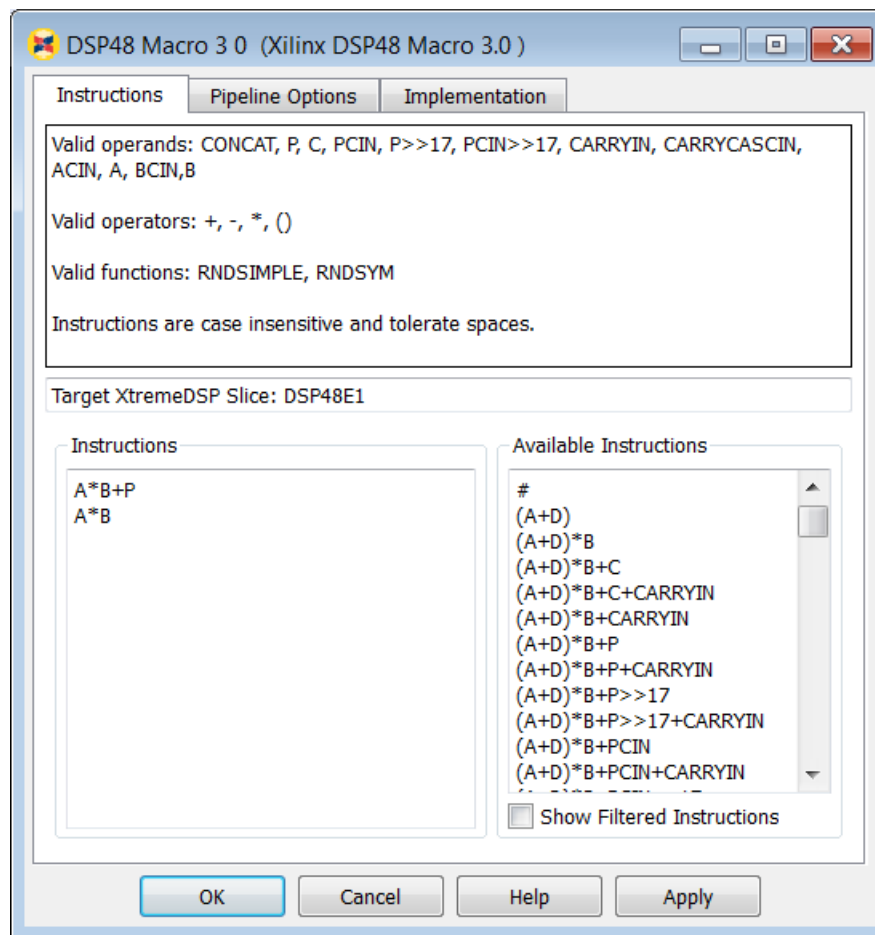 DSP48 Macro 3 0 (Xilinx DSP48 Macro 3.0 )
Instructions Pipeline Options Implementation
Valid operands: CONCAT, P, C, PCIN, P>>17, PCIN>>17, CARRYIN, CARRYCASCIN,
ACIN, A, BCIN,B
Valid operators: +, -, *, ()
Valid functions: RNDSIMPLE, RNDSYM
Instructions are case insensitive and tolerate spaces.
Target XtremeDSP Slice: DSP48E1
Instructions
A*B+P
A*B
Available Instructions
#
(A+D)
(A+D)*B
(A+D)*B+C
(A+D)*B+C+CARRYIN
(A+D)*B+CARRYIN
(A+D)*B+P
(A+D)*B+P+CARRYIN
(A+D)*B+P>>17
(A+D)*B+P>>17+CARRYIN
(A+D)*B+PCIN
(A+D)*B+PCIN+CARRYIN
Show Filtered Instructions
OK Cancel Help Apply